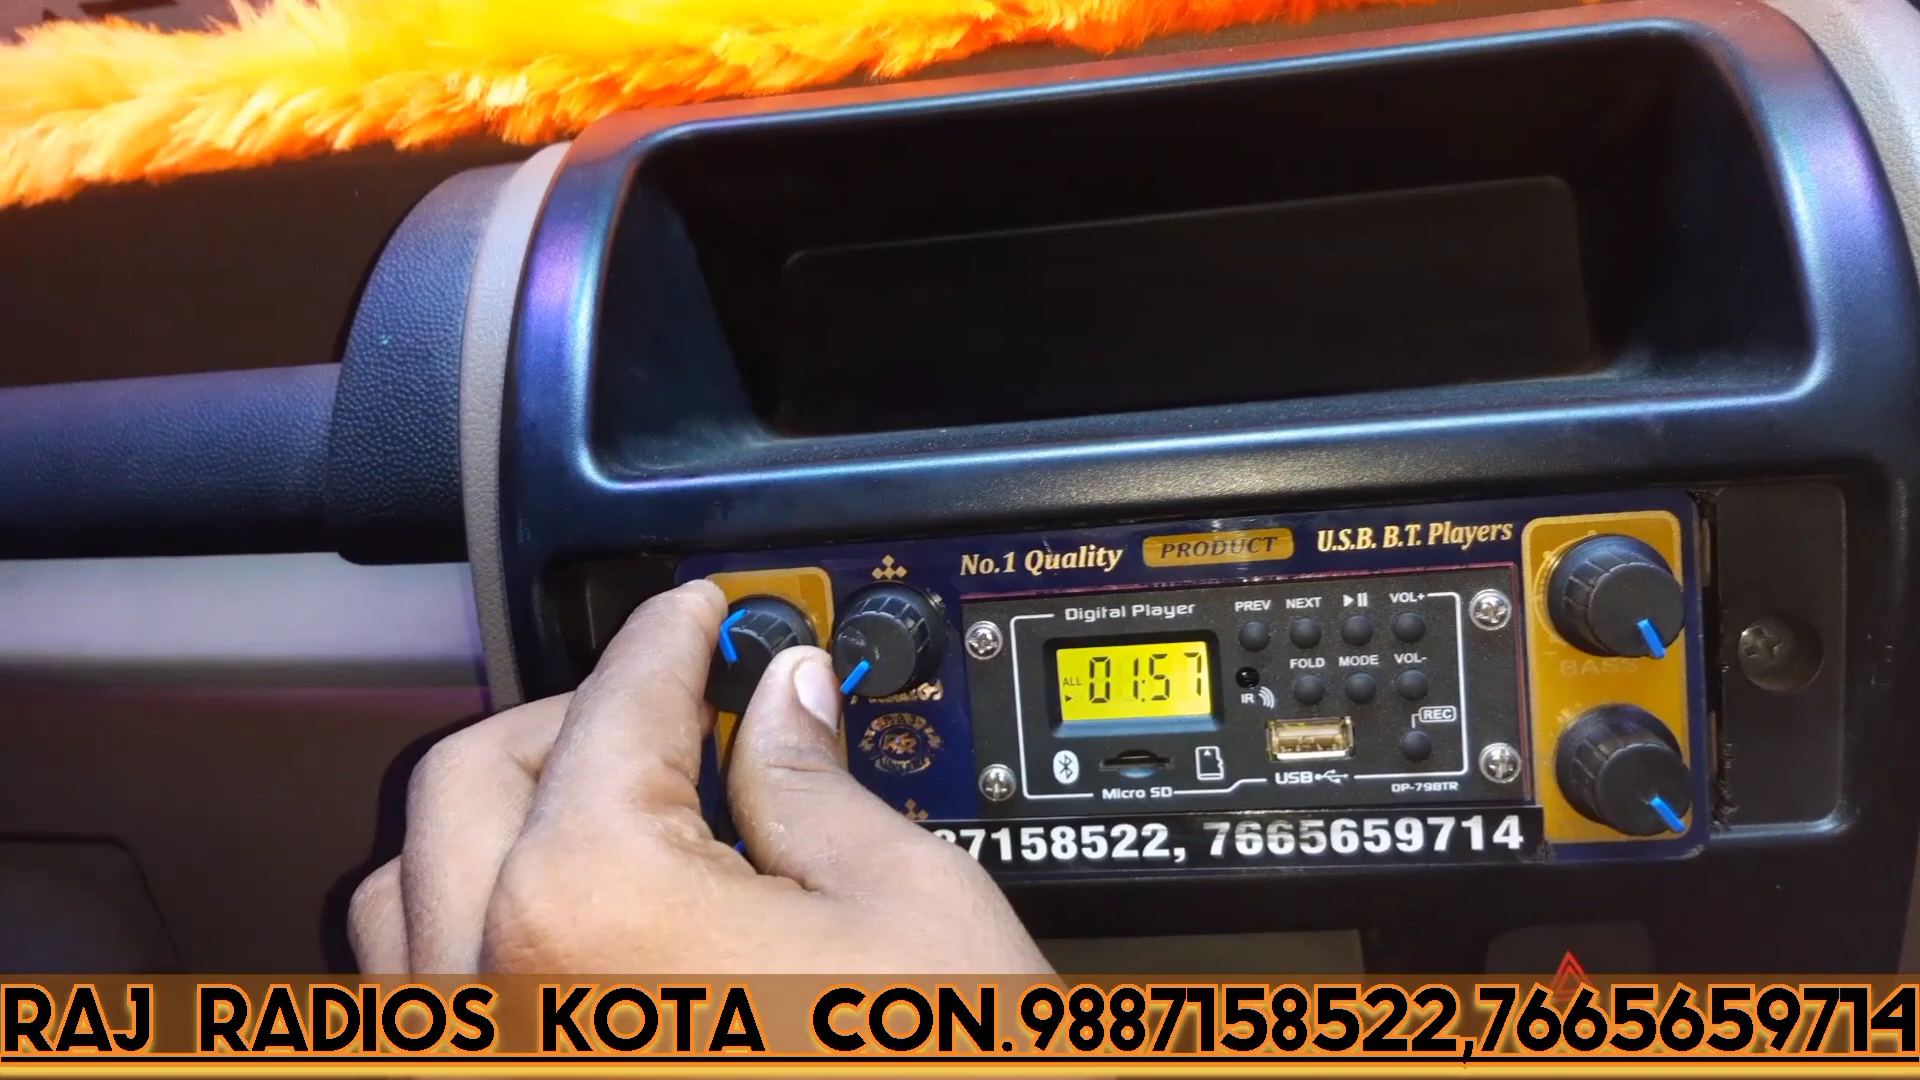 No.1 Quality PRODUCT U.S.B. B.T. Players
Digital Player
PREV NEXT VOL+
FOLD MODE VOL-
ALL 01:57
IR
REC
BASS
Micro SD USB DP-79BTR
87158522, 7665659714
RAJ RADIOS KOTA CON.9887158522,7665659714